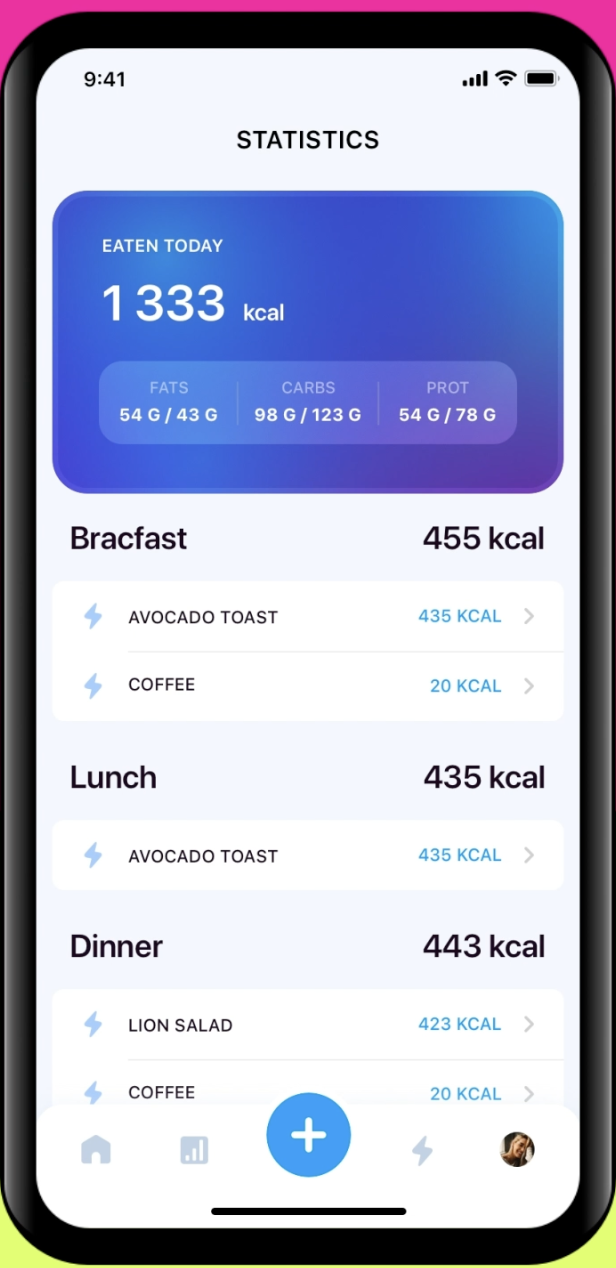 9:41
STATISTICS
EATEN TODAY
1 333 kcal
FATS CARBS PROT
54 G / 43 G 98 G / 123 G 54 G / 78 G
Bracfast 455 kcal
AVOCADO TOAST 435 KCAL
COFFEE 20 KCAL
Lunch 435 kcal
AVOCADO TOAST 435 KCAL
Dinner 443 kcal
LION SALAD 423 KCAL
COFFEE 20 KCAL